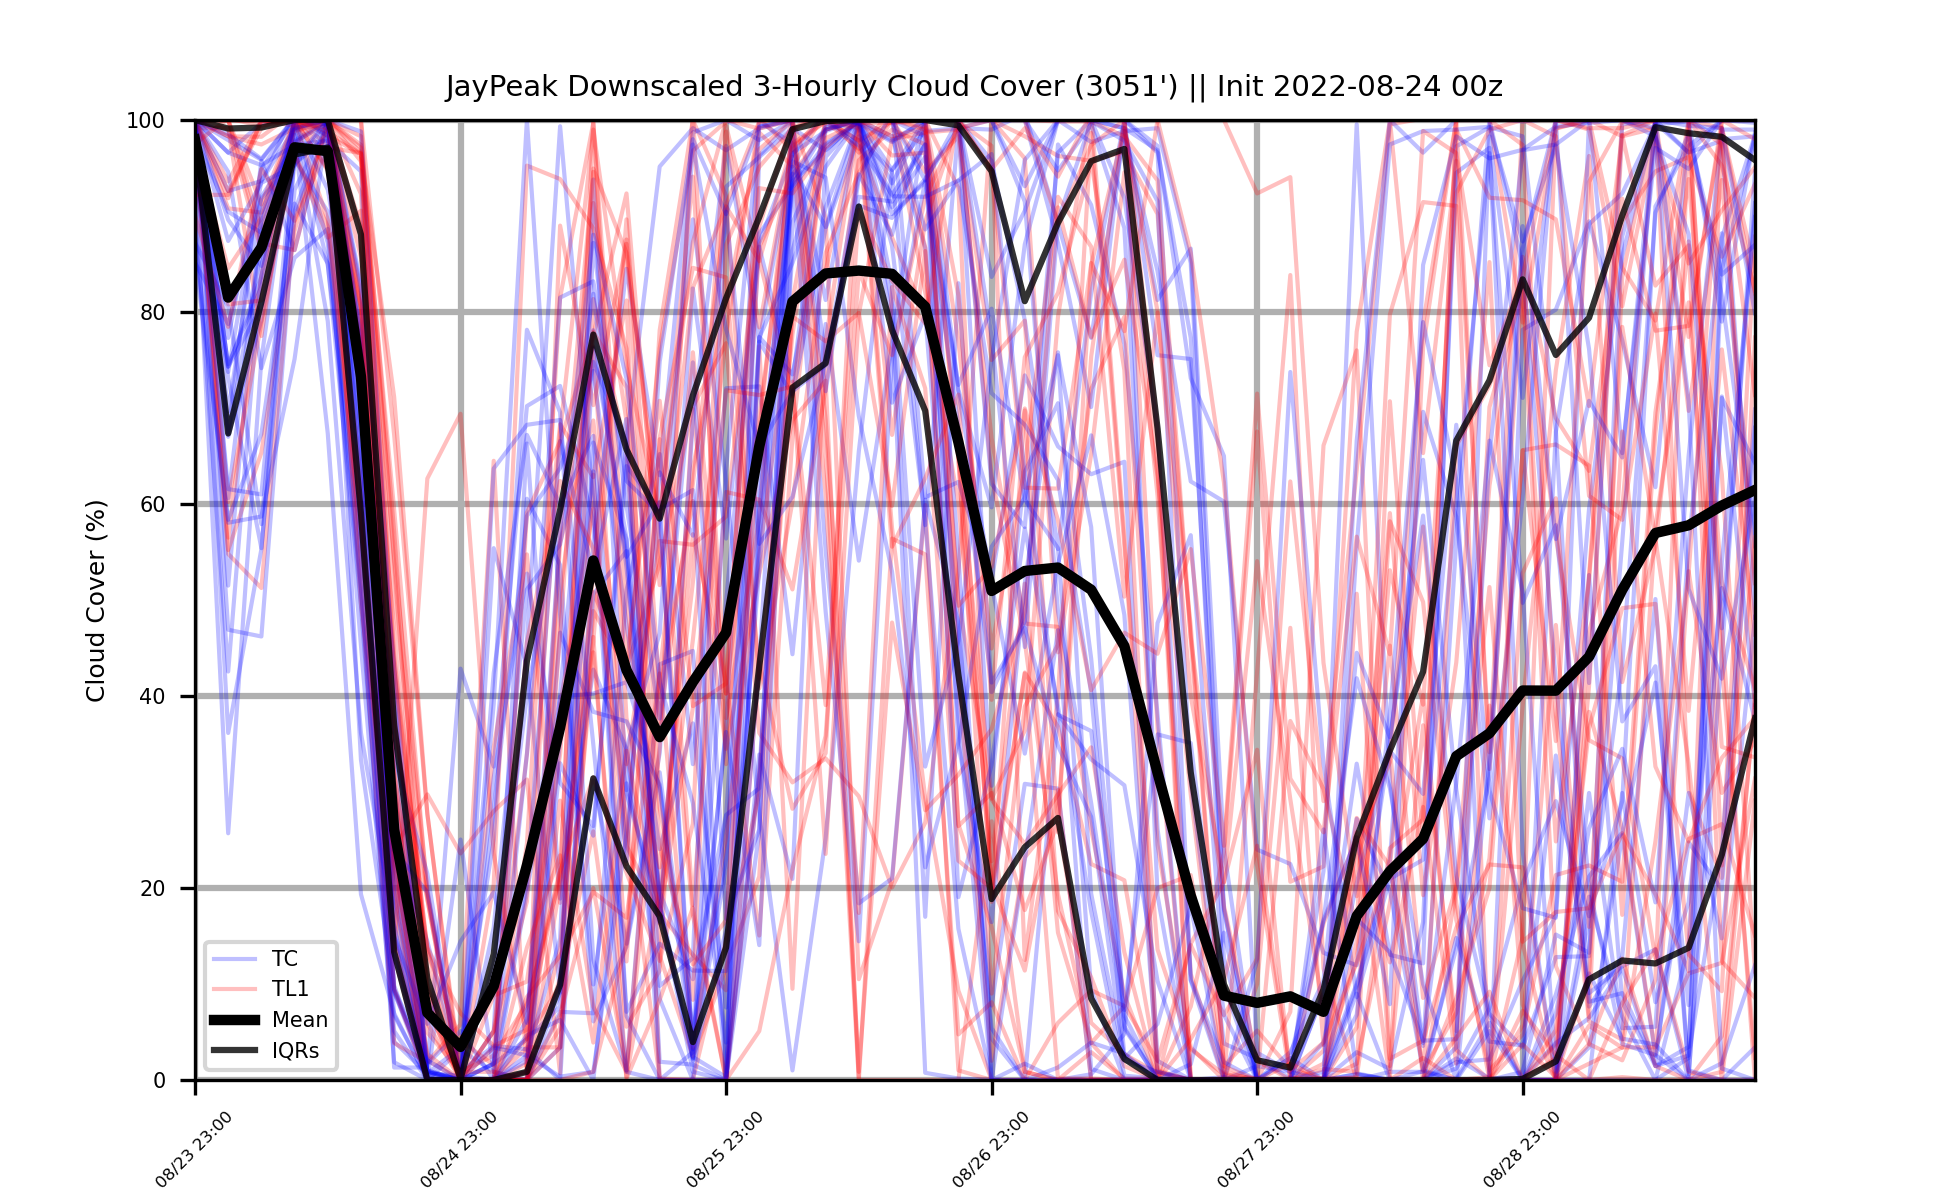 JayPeak Downscaled 3-Hourly Cloud Cover (3051') || Init 2022-08-24 00z
Cloud Cover (%)
100
80
60
40
20
0
TC
TL1
Mean
IQRs
08/23 23:00
08/24 23:00
08/25 23:00
08/26 23:00
08/27 23:00
08/28 23:00